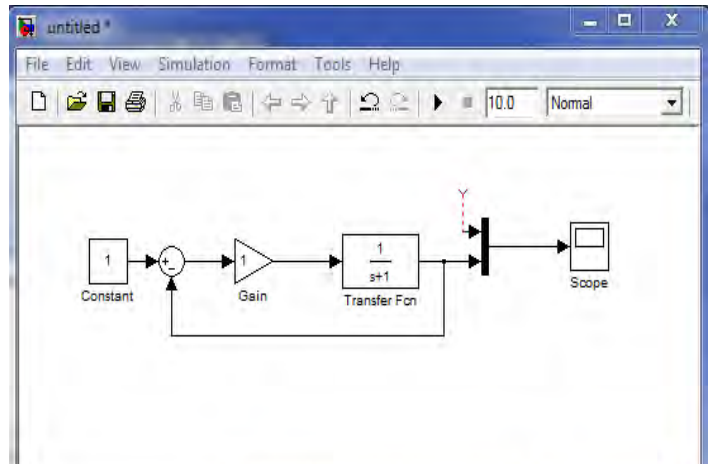 untitled *
File Edit View Simulation Format Tools Help
10.0 Normal
1
Constant
+
-
1
Gain
1
s+1
Transfer Fcn
Scope